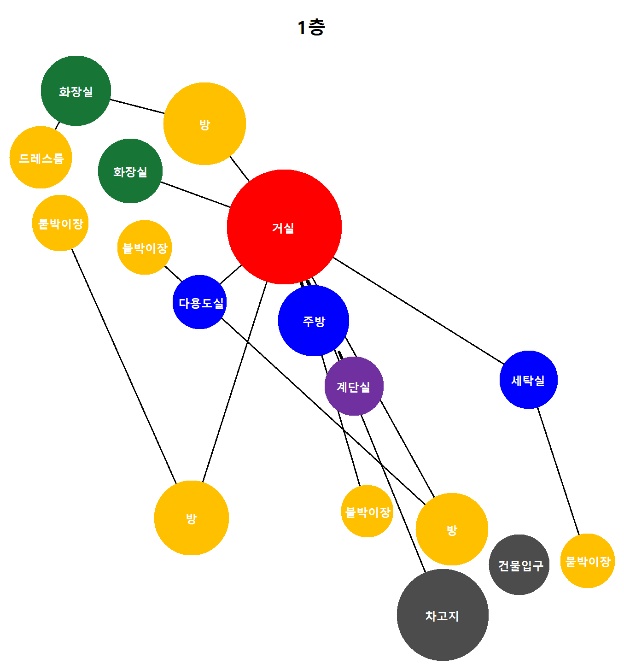 1층
화장실
방
드레스룸
화장실
붙박이장
붙박이장
거실
다용도실
주방
계단실
세탁실
방
붙박이장
방
건물입구
붙박이장
차고지